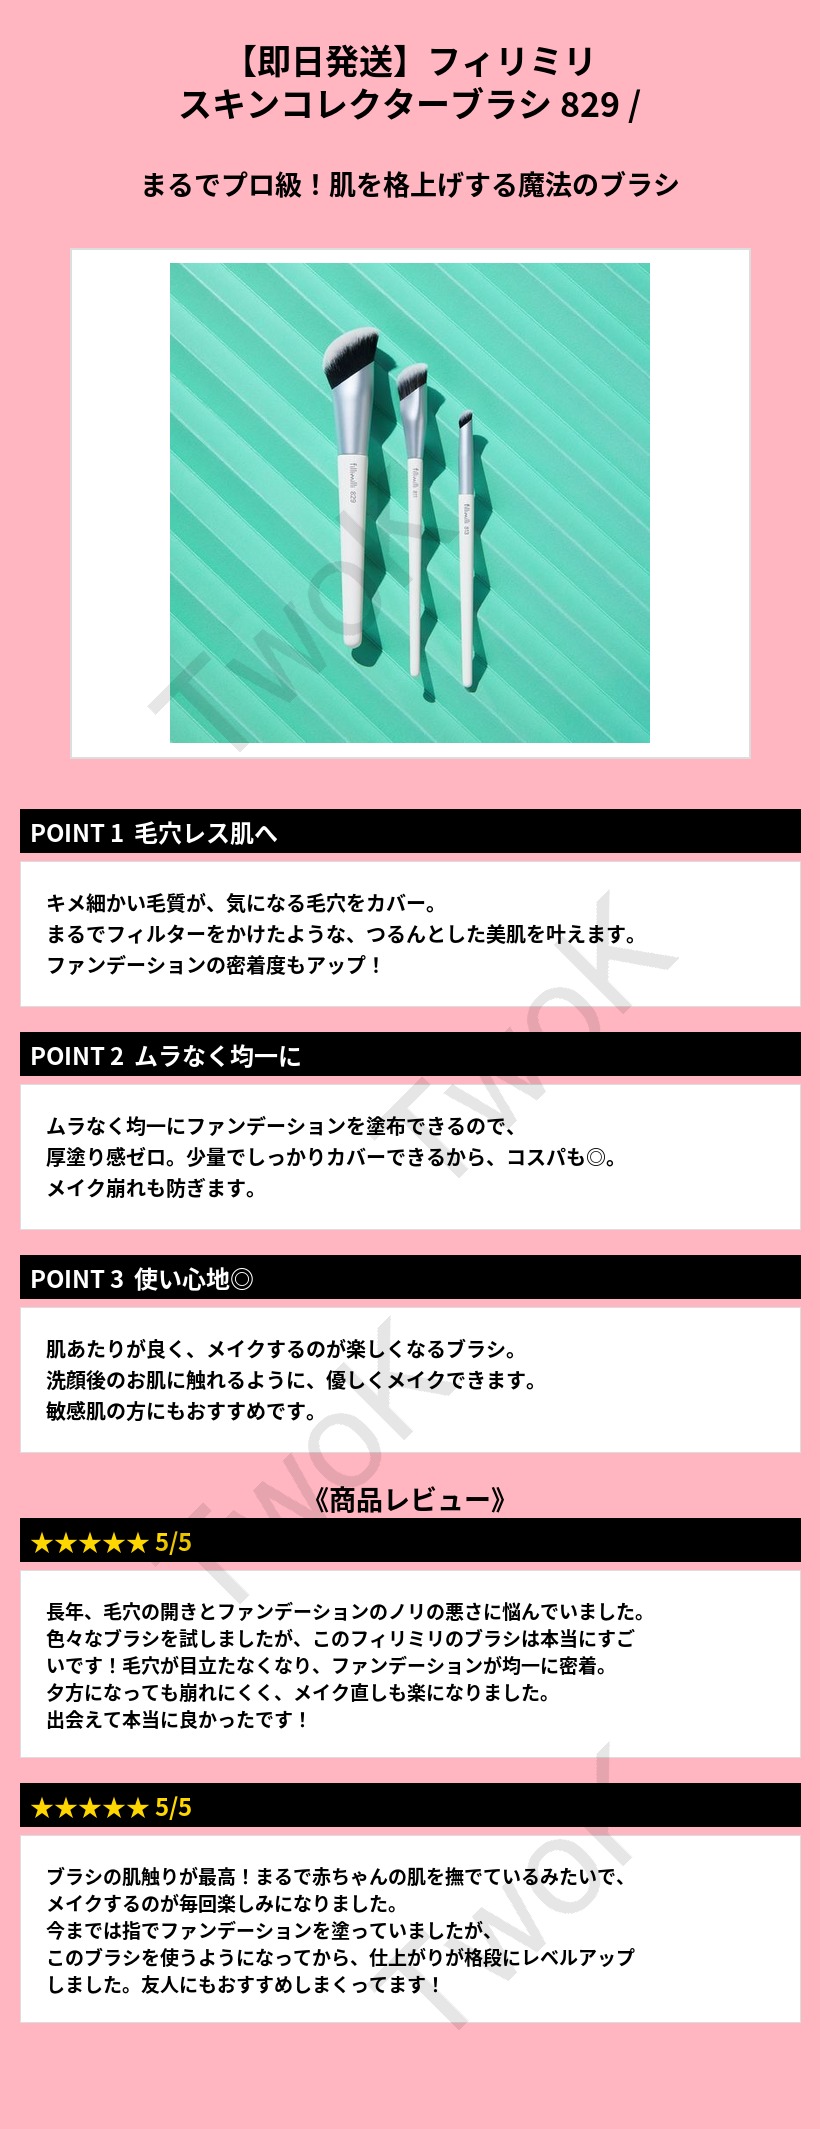 【即日発送】フィリミリ
スキンコレクターブラシ 829 /
まるでプロ級！肌を格上げする魔法のブラシ
fillimilli 829
fillimilli
fillimilli 513
TwoK
POINT 1 毛穴レス肌へ
キメ細かい毛質が、気になる毛穴をカバー。
まるでフィルターをかけたような、つるんとした美肌を叶えます。
ファンデーションの密着度もアップ！
TwoK
POINT 2 ムラなく均一に
ムラなく均一にファンデーションを塗布できるので、
厚塗り感ゼロ。少量でしっかりカバーできるから、コスパも◎。
メイク崩れも防ぎます。
POINT 3 使い心地◎
肌あたりが良く、メイクするのが楽しくなるブラシ。
洗顔後のお肌に触れるように、優しくメイクできます。
敏感肌の方にもおすすめです。
TwoK
《商品レビュー》
★★★★★ 5/5
長年、毛穴の開きとファンデーションのノリの悪さに悩んでいました。
色々なブラシを試しましたが、このフィリミリのブラシは本当にすご
いです！毛穴が目立たなくなり、ファンデーションが均一に密着。
夕方になっても崩れにくく、メイク直しも楽になりました。
出会えて本当に良かったです！
★★★★★ 5/5
ブラシの肌触りが最高！まるで赤ちゃんの肌を撫でているみたいで、
メイクするのが毎回楽しみになりました。
今までは指でファンデーションを塗っていましたが、
このブラシを使うようになってから、仕上がりが格段にレベルアップ
しました。友人にもおすすめしまくってます！
TwoK